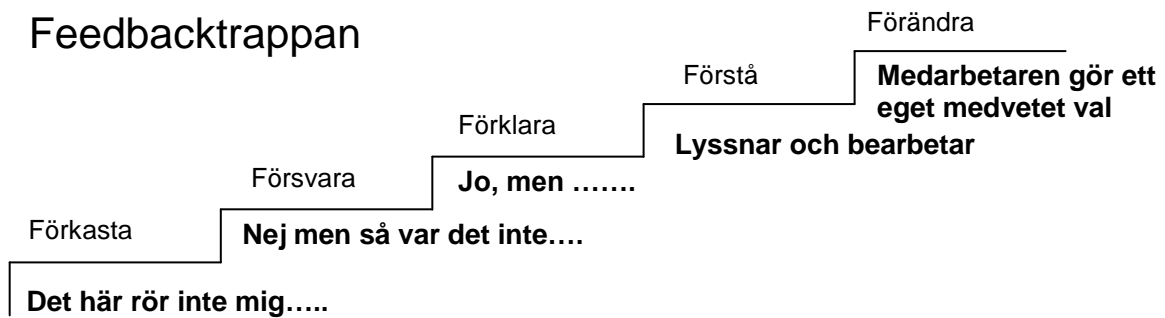 Feedbacktrappan
Förkasta
Det här rör inte mig…..
Försvara
Nej men så var det inte….
Förklara
Jo, men …….
Förstå
Lyssnar och bearbetar
Förändra
Medarbetaren gör ett
eget medvetet val